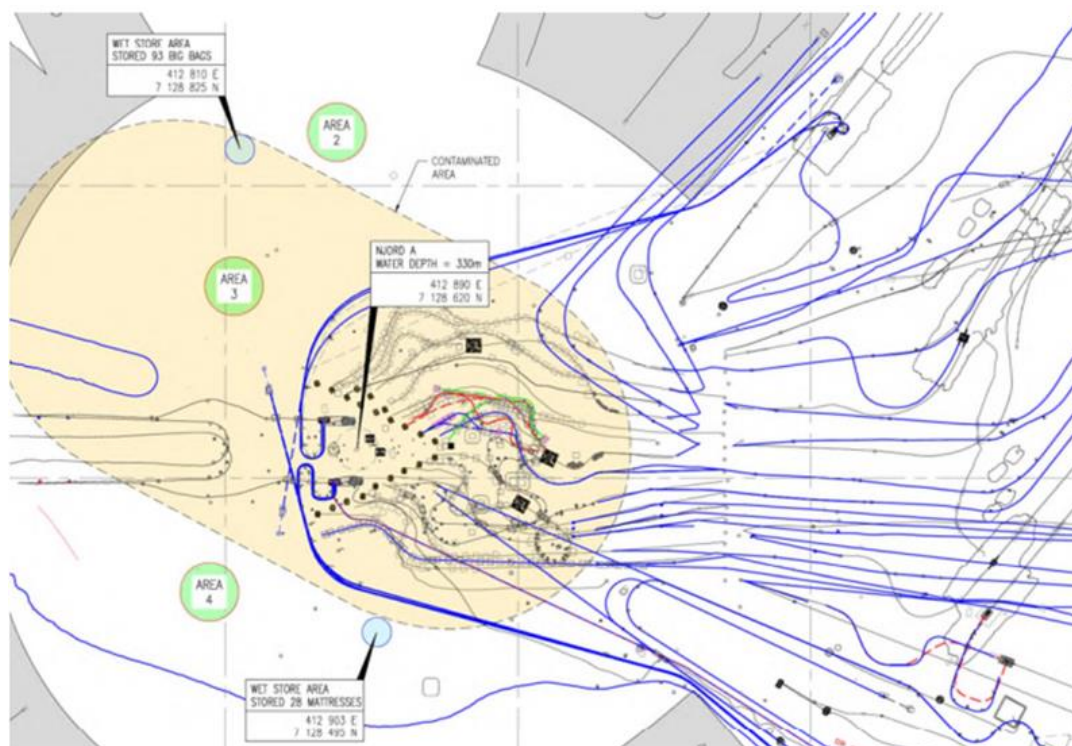 WET STORE AREA
STORED 93 BIG BAGS
412 810 E
7 128 825 N
AREA
2
CONTAMINATED
AREA
NJORD A
WATER DEPTH = 330m
412 890 E
7 128 620 N
AREA
3
AREA
4
WET STORE AREA
STORED 28 MATTRESSES
412 903 E
7 128 495 N